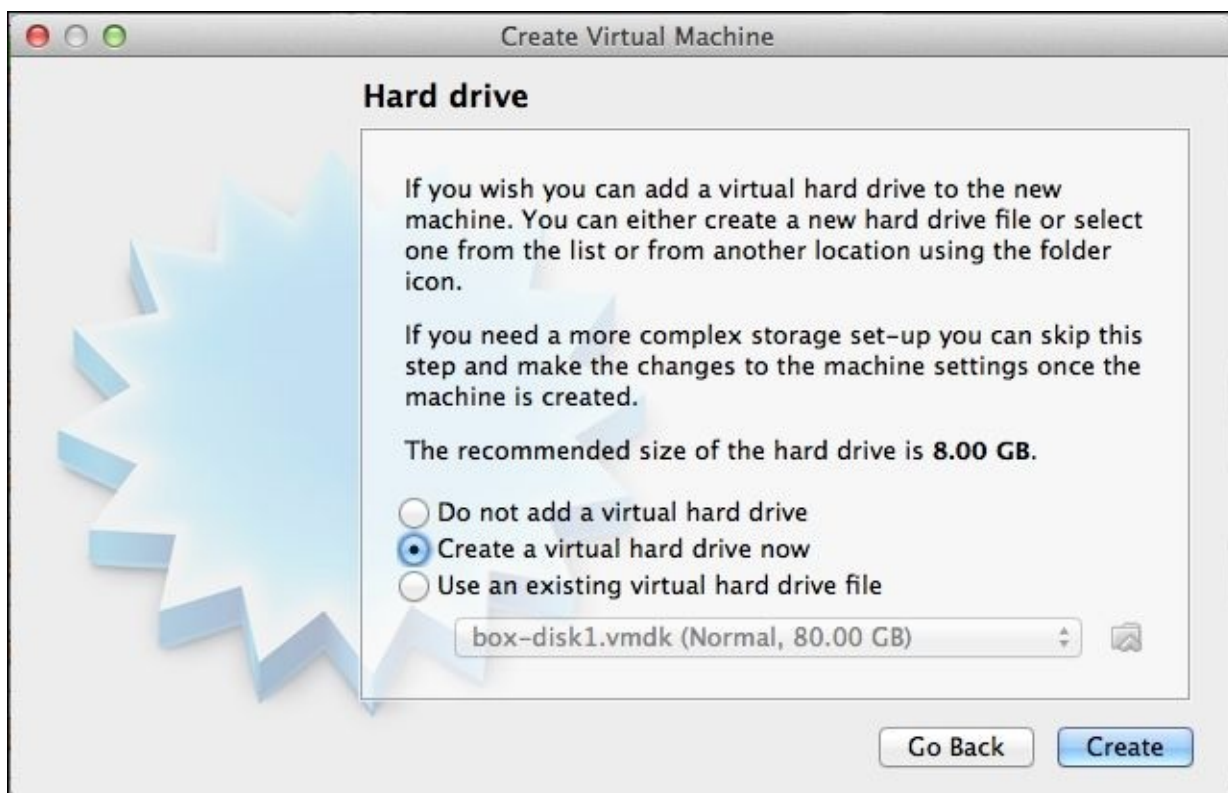 Create Virtual Machine
Hard drive
If you wish you can add a virtual hard drive to the new
machine. You can either create a new hard drive file or select
one from the list or from another location using the folder
icon.
If you need a more complex storage set-up you can skip this
step and make the changes to the machine settings once the
machine is created.
The recommended size of the hard drive is 8.00 GB.
Do not add a virtual hard drive
Create a virtual hard drive now
Use an existing virtual hard drive file
box-disk1.vmdk (Normal, 80.00 GB)
Go Back Create